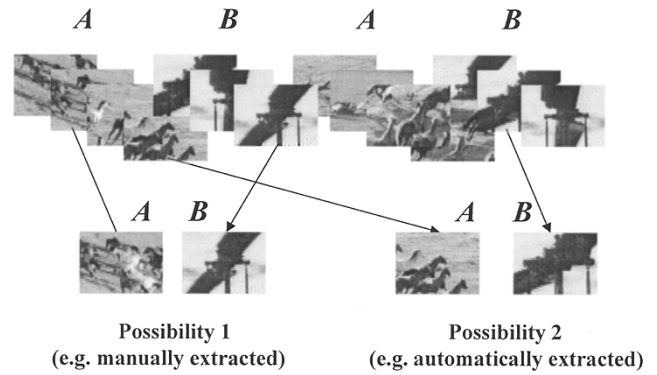 A B A B
A B A B
Possibility 1 Possibility 2
(e.g. manually extracted) (e.g. automatically extracted)